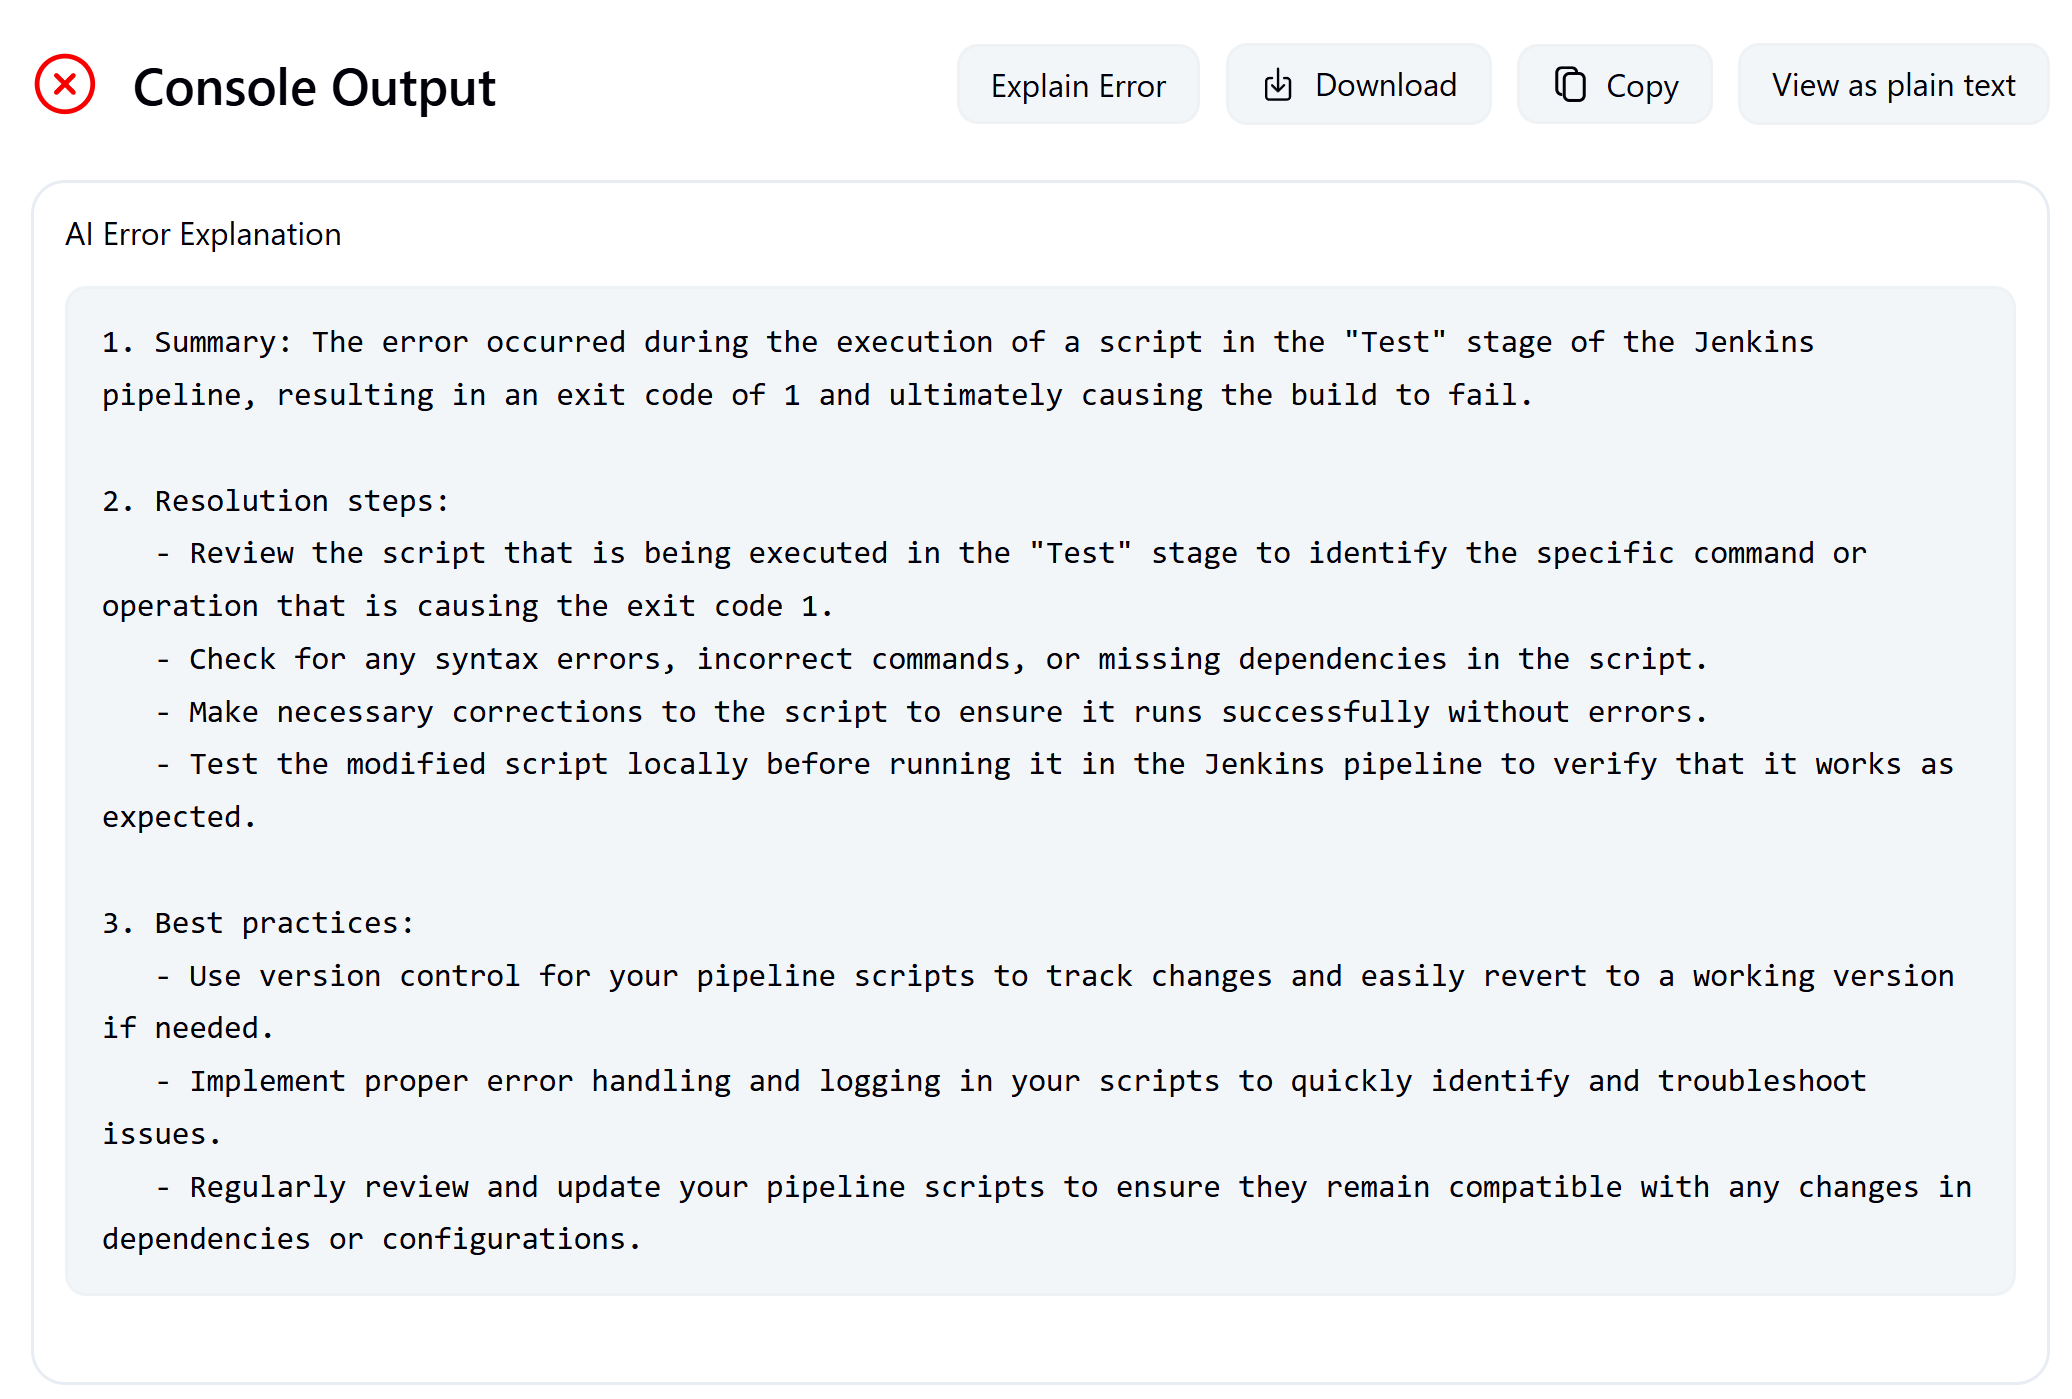 Console Output
Explain Error
Download
Copy
View as plain text
AI Error Explanation
1. Summary: The error occurred during the execution of a script in the "Test" stage of the Jenkins
pipeline, resulting in an exit code of 1 and ultimately causing the build to fail.
2. Resolution steps:
- Review the script that is being executed in the "Test" stage to identify the specific command or
operation that is causing the exit code 1.
- Check for any syntax errors, incorrect commands, or missing dependencies in the script.
- Make necessary corrections to the script to ensure it runs successfully without errors.
- Test the modified script locally before running it in the Jenkins pipeline to verify that it works as
expected.
3. Best practices:
- Use version control for your pipeline scripts to track changes and easily revert to a working version
if needed.
- Implement proper error handling and logging in your scripts to quickly identify and troubleshoot
issues.
- Regularly review and update your pipeline scripts to ensure they remain compatible with any changes in
dependencies or configurations.